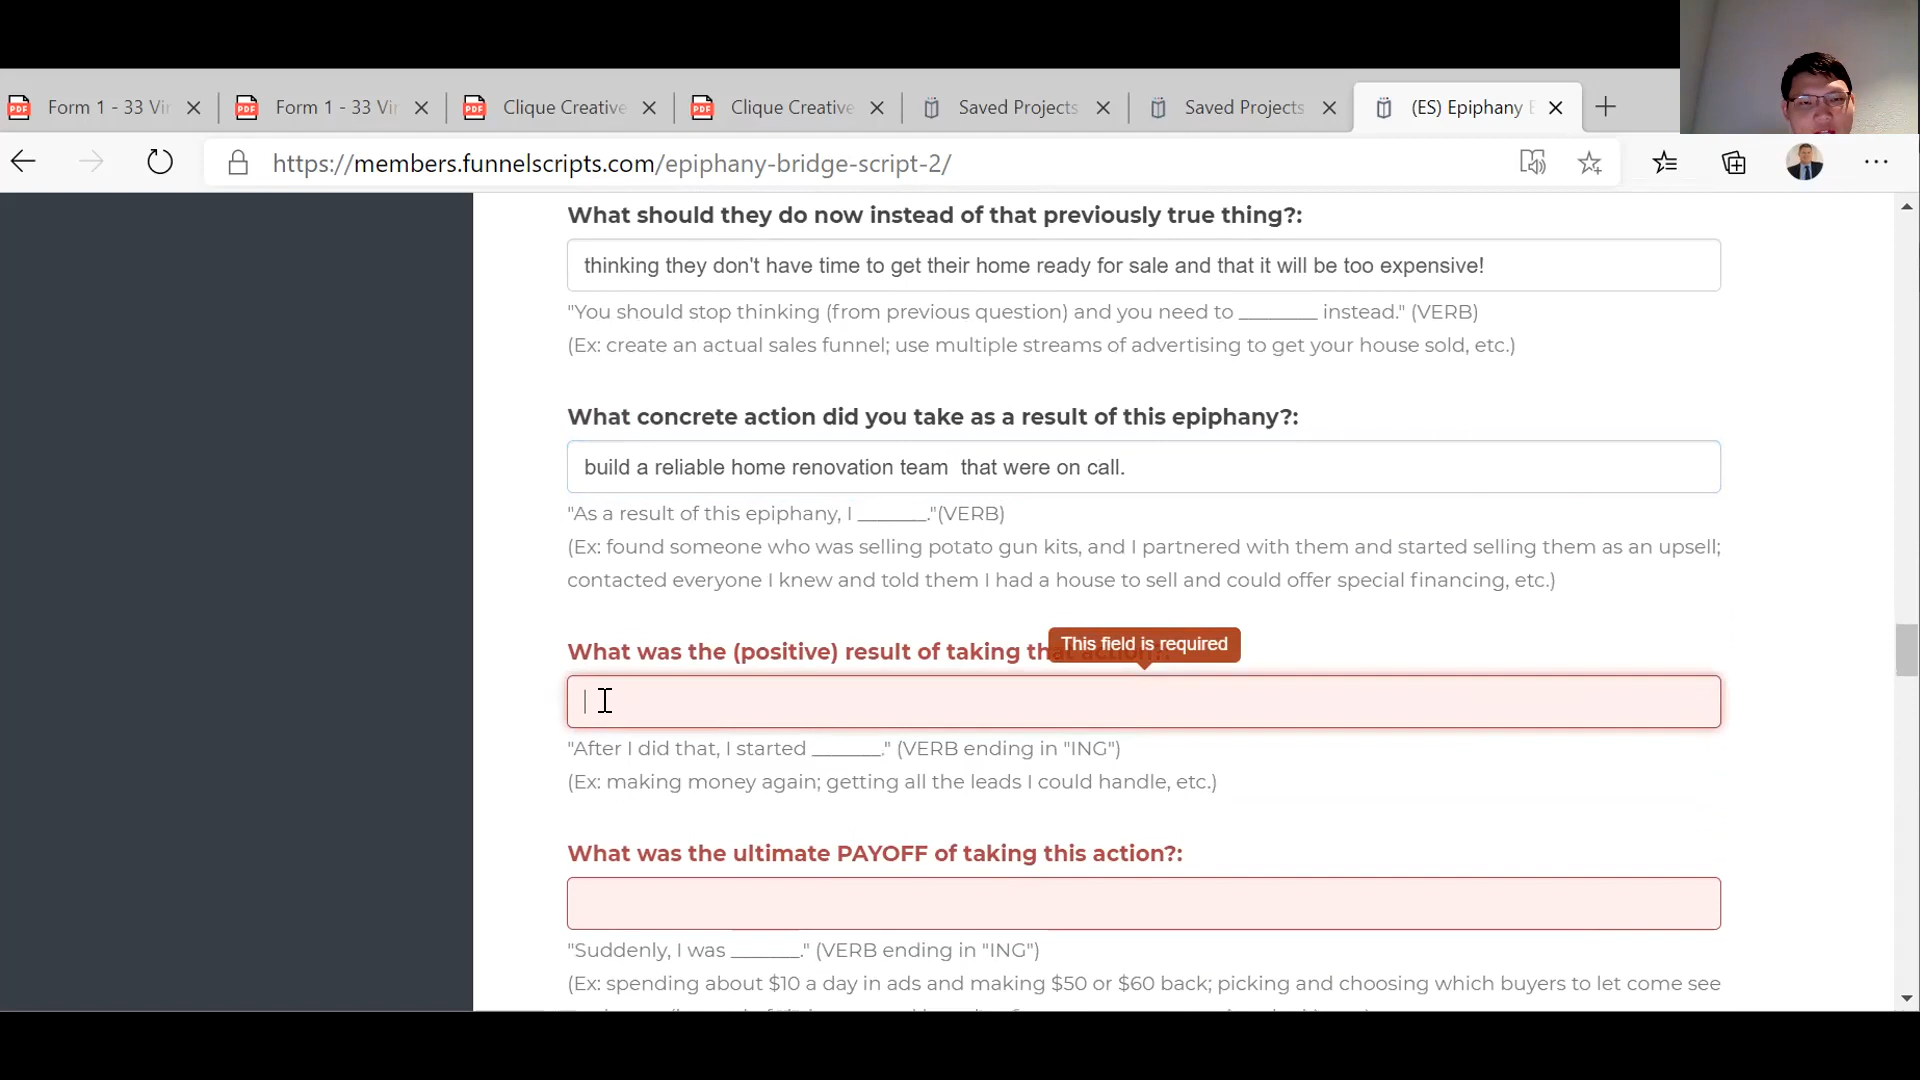 Form 1 - 33 Vir
Form 1 - 33 Vir
Clique Creative
Clique Creative
Saved Projects
Saved Projects
(ES) Epiphany
https://members.funnelscripts.com/epiphany-bridge-script-2/
What should they do now instead of that previously true thing?:
thinking they don't have time to get their home ready for sale and that it will be too expensive!
"You should stop thinking (from previous question) and you need to ________ instead." (VERB)
(Ex: create an actual sales funnel; use multiple streams of advertising to get your house sold, etc.)
What concrete action did you take as a result of this epiphany?:
build a reliable home renovation team  that were on call.
"As a result of this epiphany, I _______."(VERB)
(Ex: found someone who was selling potato gun kits, and I partnered with them and started selling them as an upsell;
contacted everyone I knew and told them I had a house to sell and could offer special financing, etc.)
This field is required
What was the (positive) result of taking that action?:
"After I did that, I started _______." (VERB ending in "ING")
(Ex: making money again; getting all the leads I could handle, etc.)
What was the ultimate PAYOFF of taking this action?:
"Suddenly, I was _______." (VERB ending in "ING")
(Ex: spending about $10 a day in ads and making $50 or $60 back; picking and choosing which buyers to let come see